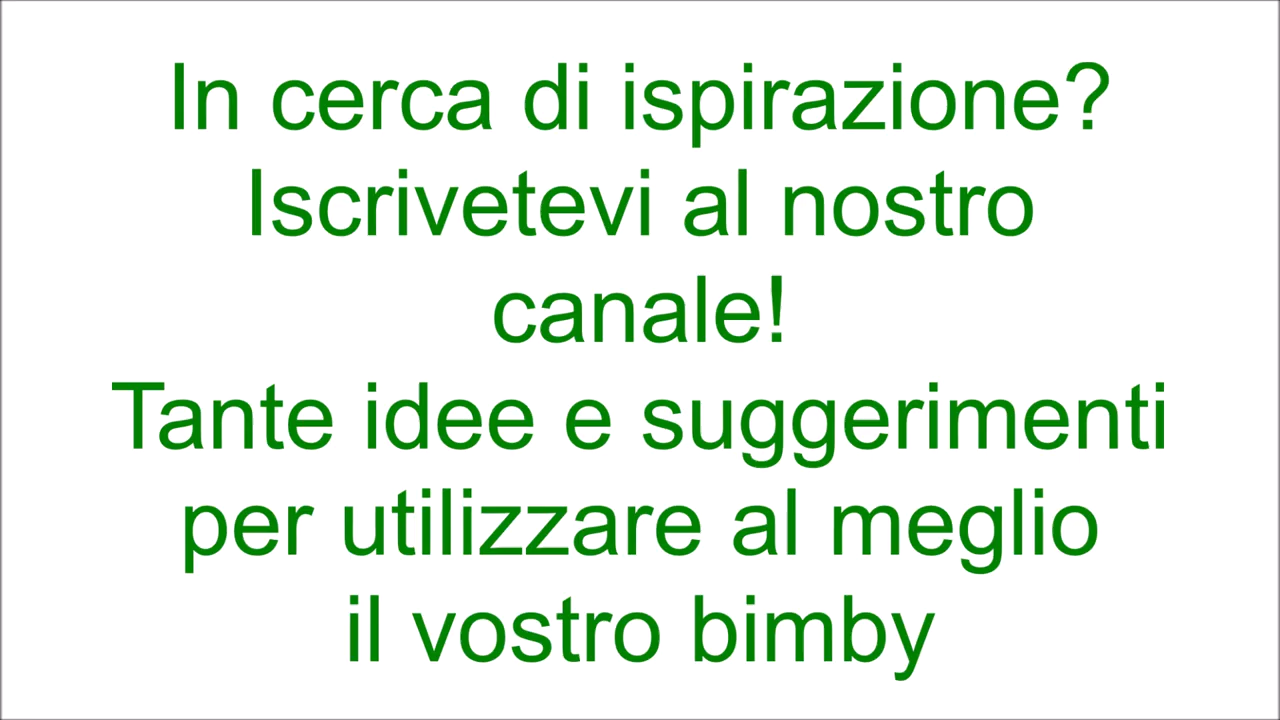 In cerca di ispirazione?
Iscrivetevi al nostro
canale!
Tante idee e suggerimenti
per utilizzare al meglio
il vostro bimby